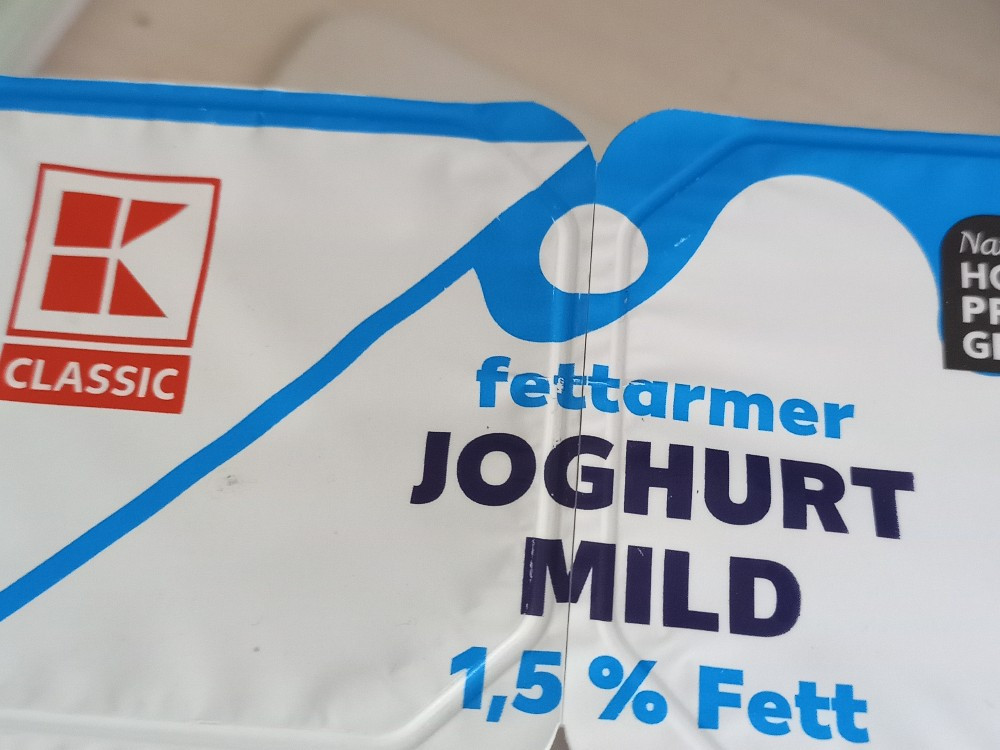 CLASSIC
fettarmer
JOGHURT
MILD
1,5 % Fett